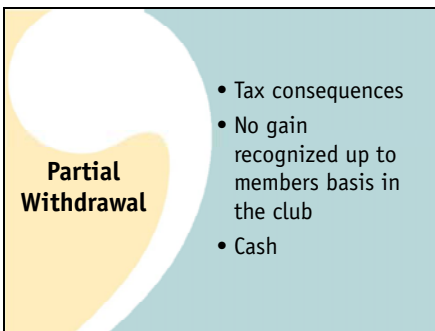 Partial
Withdrawal
• Tax consequences
• No gain
recognized up to
members basis in
the club
• Cash